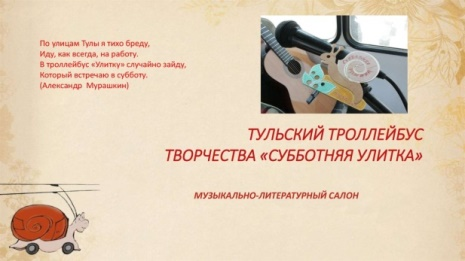 По улицам Тулы я тихо бреду,
Иду, как всегда, на работу.
В троллейбус «Улитку» случайно зайду,
Который встречаю в субботу.
(Александр Мурашкин)
ТУЛЬСКИЙ ТРОЛЛЕЙБУС
ТВОРЧЕСТВА «СУББОТНЯЯ УЛИТКА»
МУЗЫКАЛЬНО-ЛИТЕРАТУРНЫЙ САЛОН